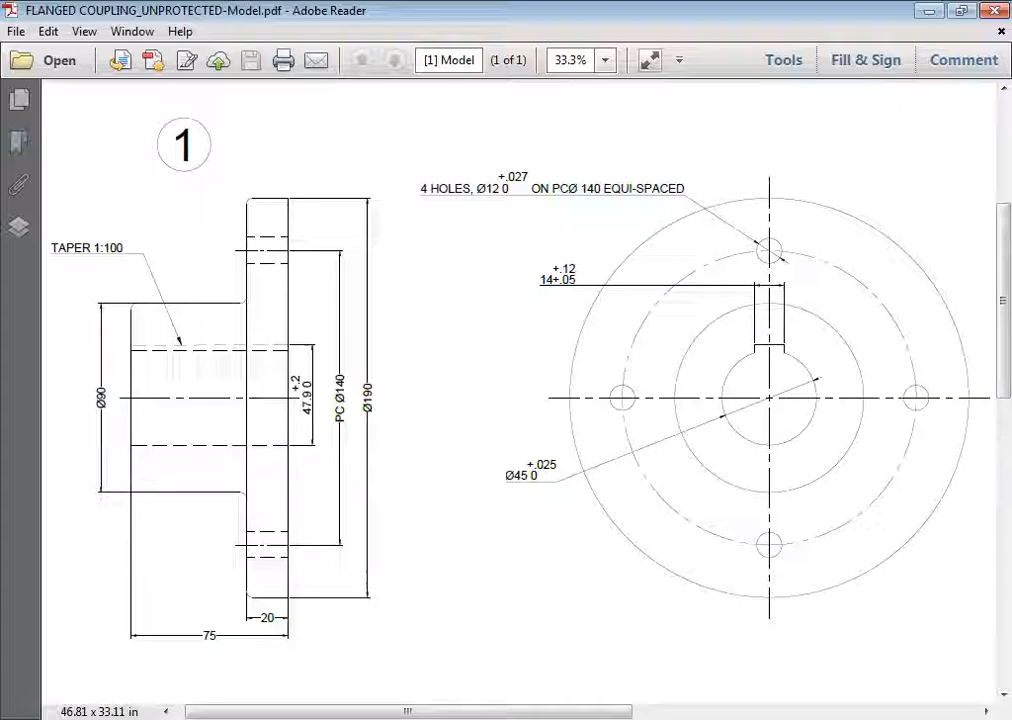 FLANGED COUPLING_UNPROTECTED-Model.pdf - Adobe Reader
File Edit View Window Help
Open [1] Model (1 of 1) 33.3% Tools Fill & Sign Comment
1
+.027
4 HOLES, Ø12 0 ON PCØ 140 EQUI-SPACED
TAPER 1:100
+.12
14+.05
Ø90
+.2
47.9 0
PC Ø140
Ø190
+.025
Ø45 0
20
75
46.81 x 33.11 in